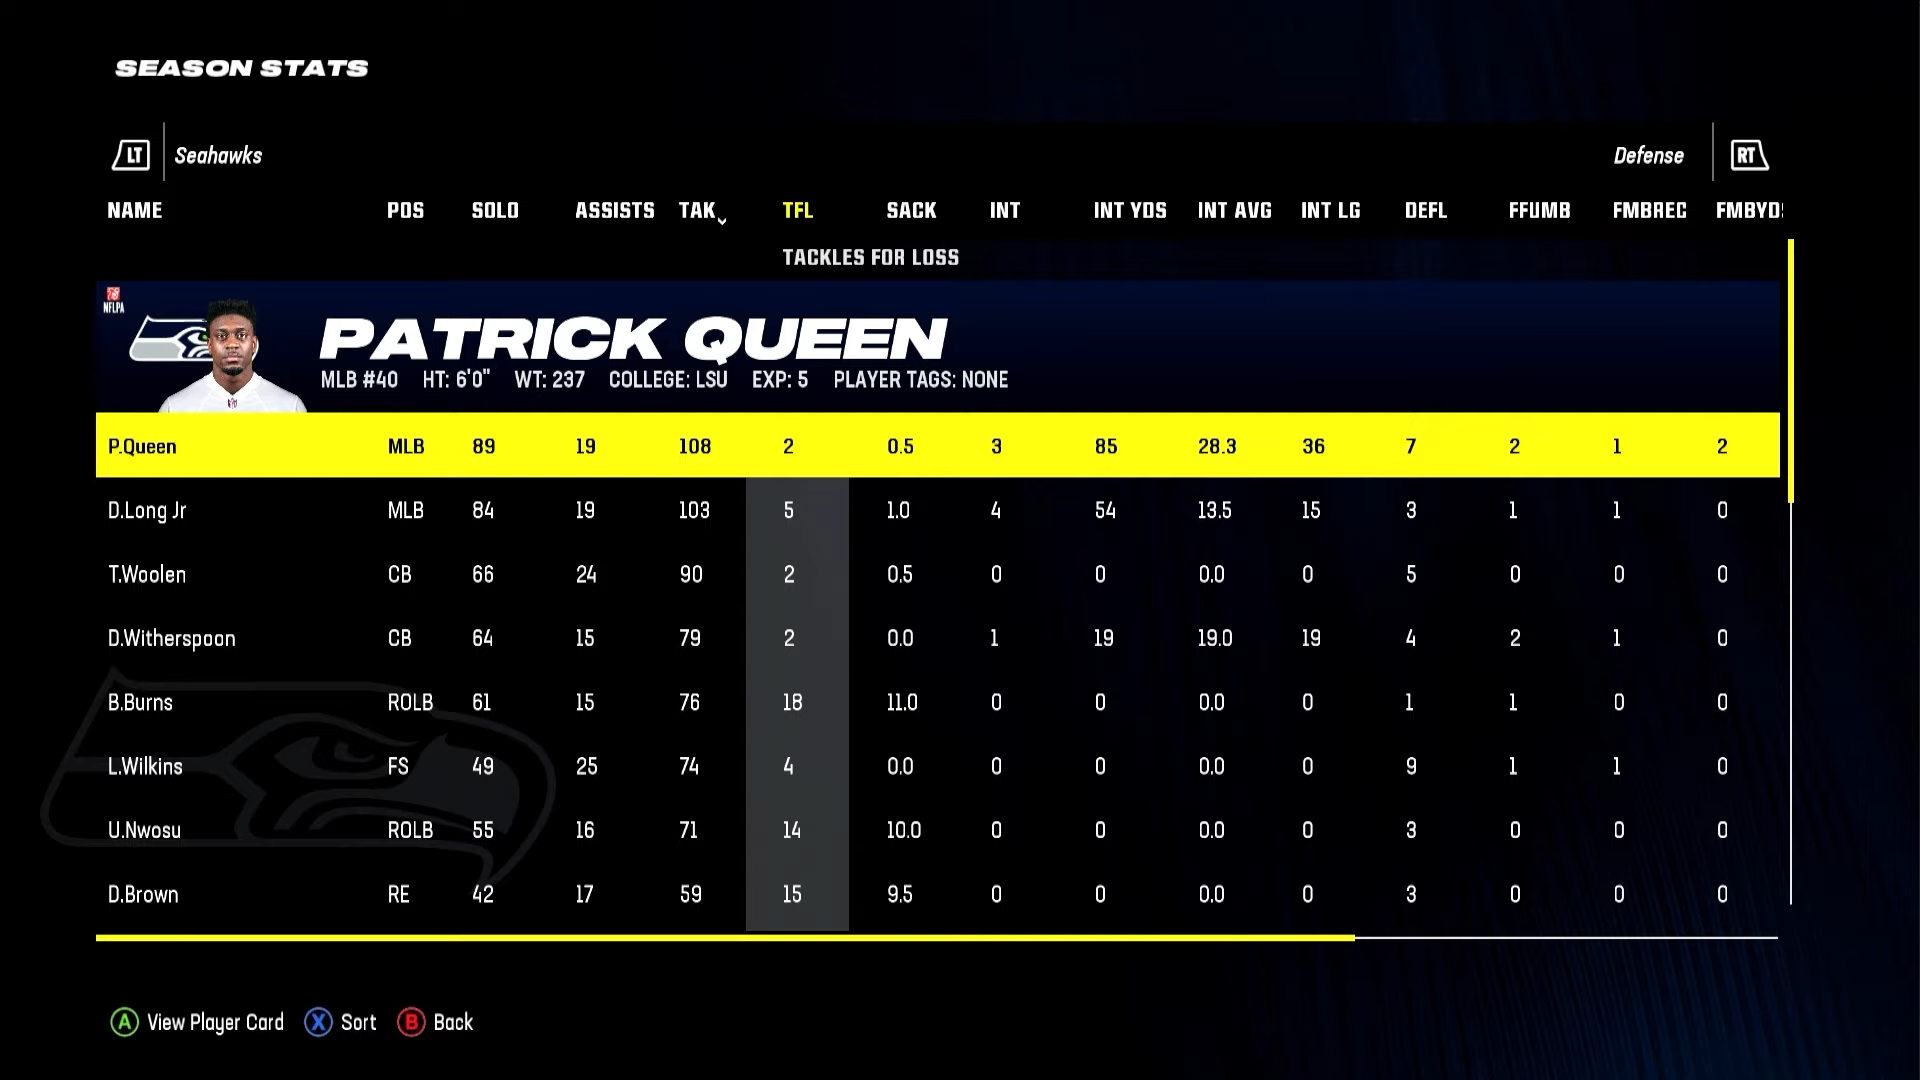 SEASON STATS
LT Seahawks Defense RT
NAME POS SOLO ASSISTS TAK TFL SACK INT INT YDS INT AVG INT LG DEFL FFUMB FMBREC FMBYD
TACKLES FOR LOSS
NFLPA
PATRICK QUEEN
MLB #40 HT: 6'0" WT: 237 COLLEGE: LSU EXP: 5 PLAYER TAGS: NONE
P.Queen MLB 89 19 108 2 0.5 3 85 28.3 36 7 2 1 2
D.Long Jr MLB 84 19 103 5 1.0 4 54 13.5 15 3 1 1 0
T.Woolen CB 66 24 90 2 0.5 0 0 0.0 0 5 0 0 0
D.Witherspoon CB 64 15 79 2 0.0 1 19 19.0 19 4 2 1 0
B.Burns ROLB 61 15 76 18 11.0 0 0 0.0 0 1 1 0 0
L.Wilkins FS 49 25 74 4 0.0 0 0 0.0 0 9 1 1 0
U.Nwosu ROLB 55 16 71 14 10.0 0 0 0.0 0 3 0 0 0
D.Brown RE 42 17 59 15 9.5 0 0 0.0 0 3 0 0 0
A View Player Card X Sort B Back